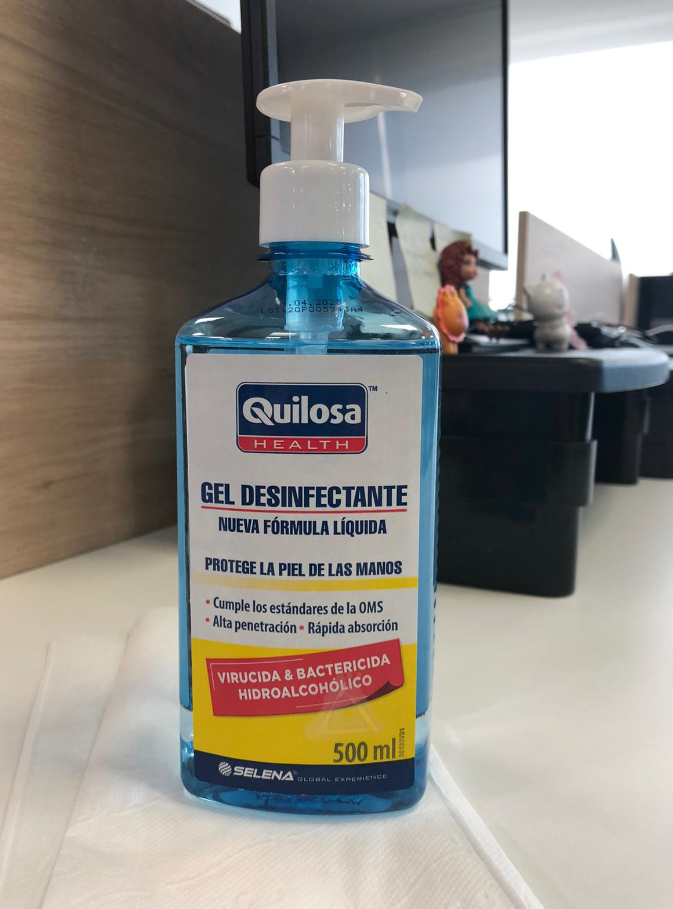 Quilosa™
HEALTH
GEL DESINFECTANTE
NUEVA FÓRMULA LÍQUIDA
PROTEGE LA PIEL DE LAS MANOS
• Cumple los estándares de la OMS
• Alta penetración • Rápida absorción
VIRUCIDA & BACTERICIDA
HIDROALCOHÓLICO
500 ml
SELENA® GLOBAL EXPERIENCE